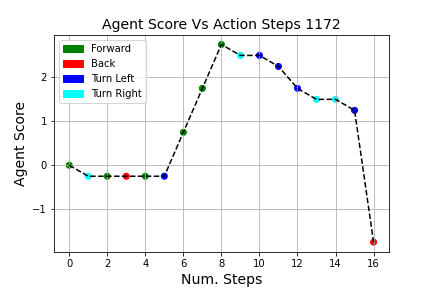 Agent Score Vs Action Steps 1172
Forward
Back
Turn Left
Turn Right
Agent Score
2
1
0
−1
0 2 4 6 8 10 12 14 16
Num. Steps